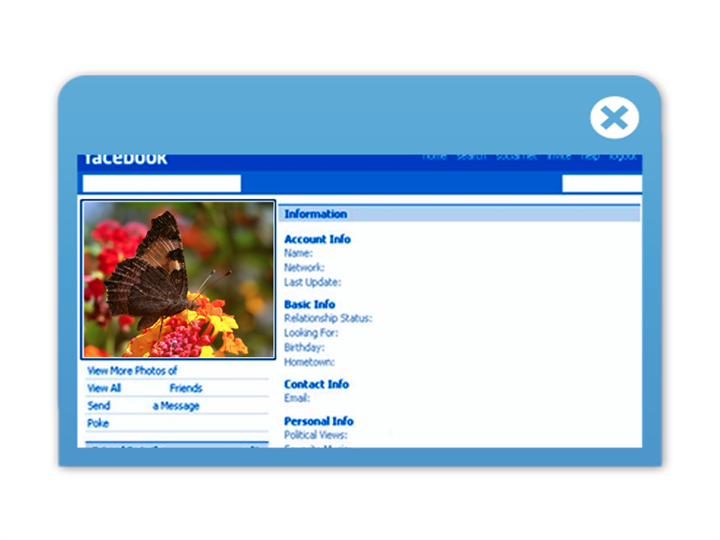 facebook
home search social net invite help logout
Information
Account Info
Name:
Network:
Last Update:
Basic Info
Relationship Status:
Looking For:
Birthday:
Hometown:
Contact Info
Email:
Personal Info
Political Views:
View More Photos of
View All Friends
Send a Message
Poke